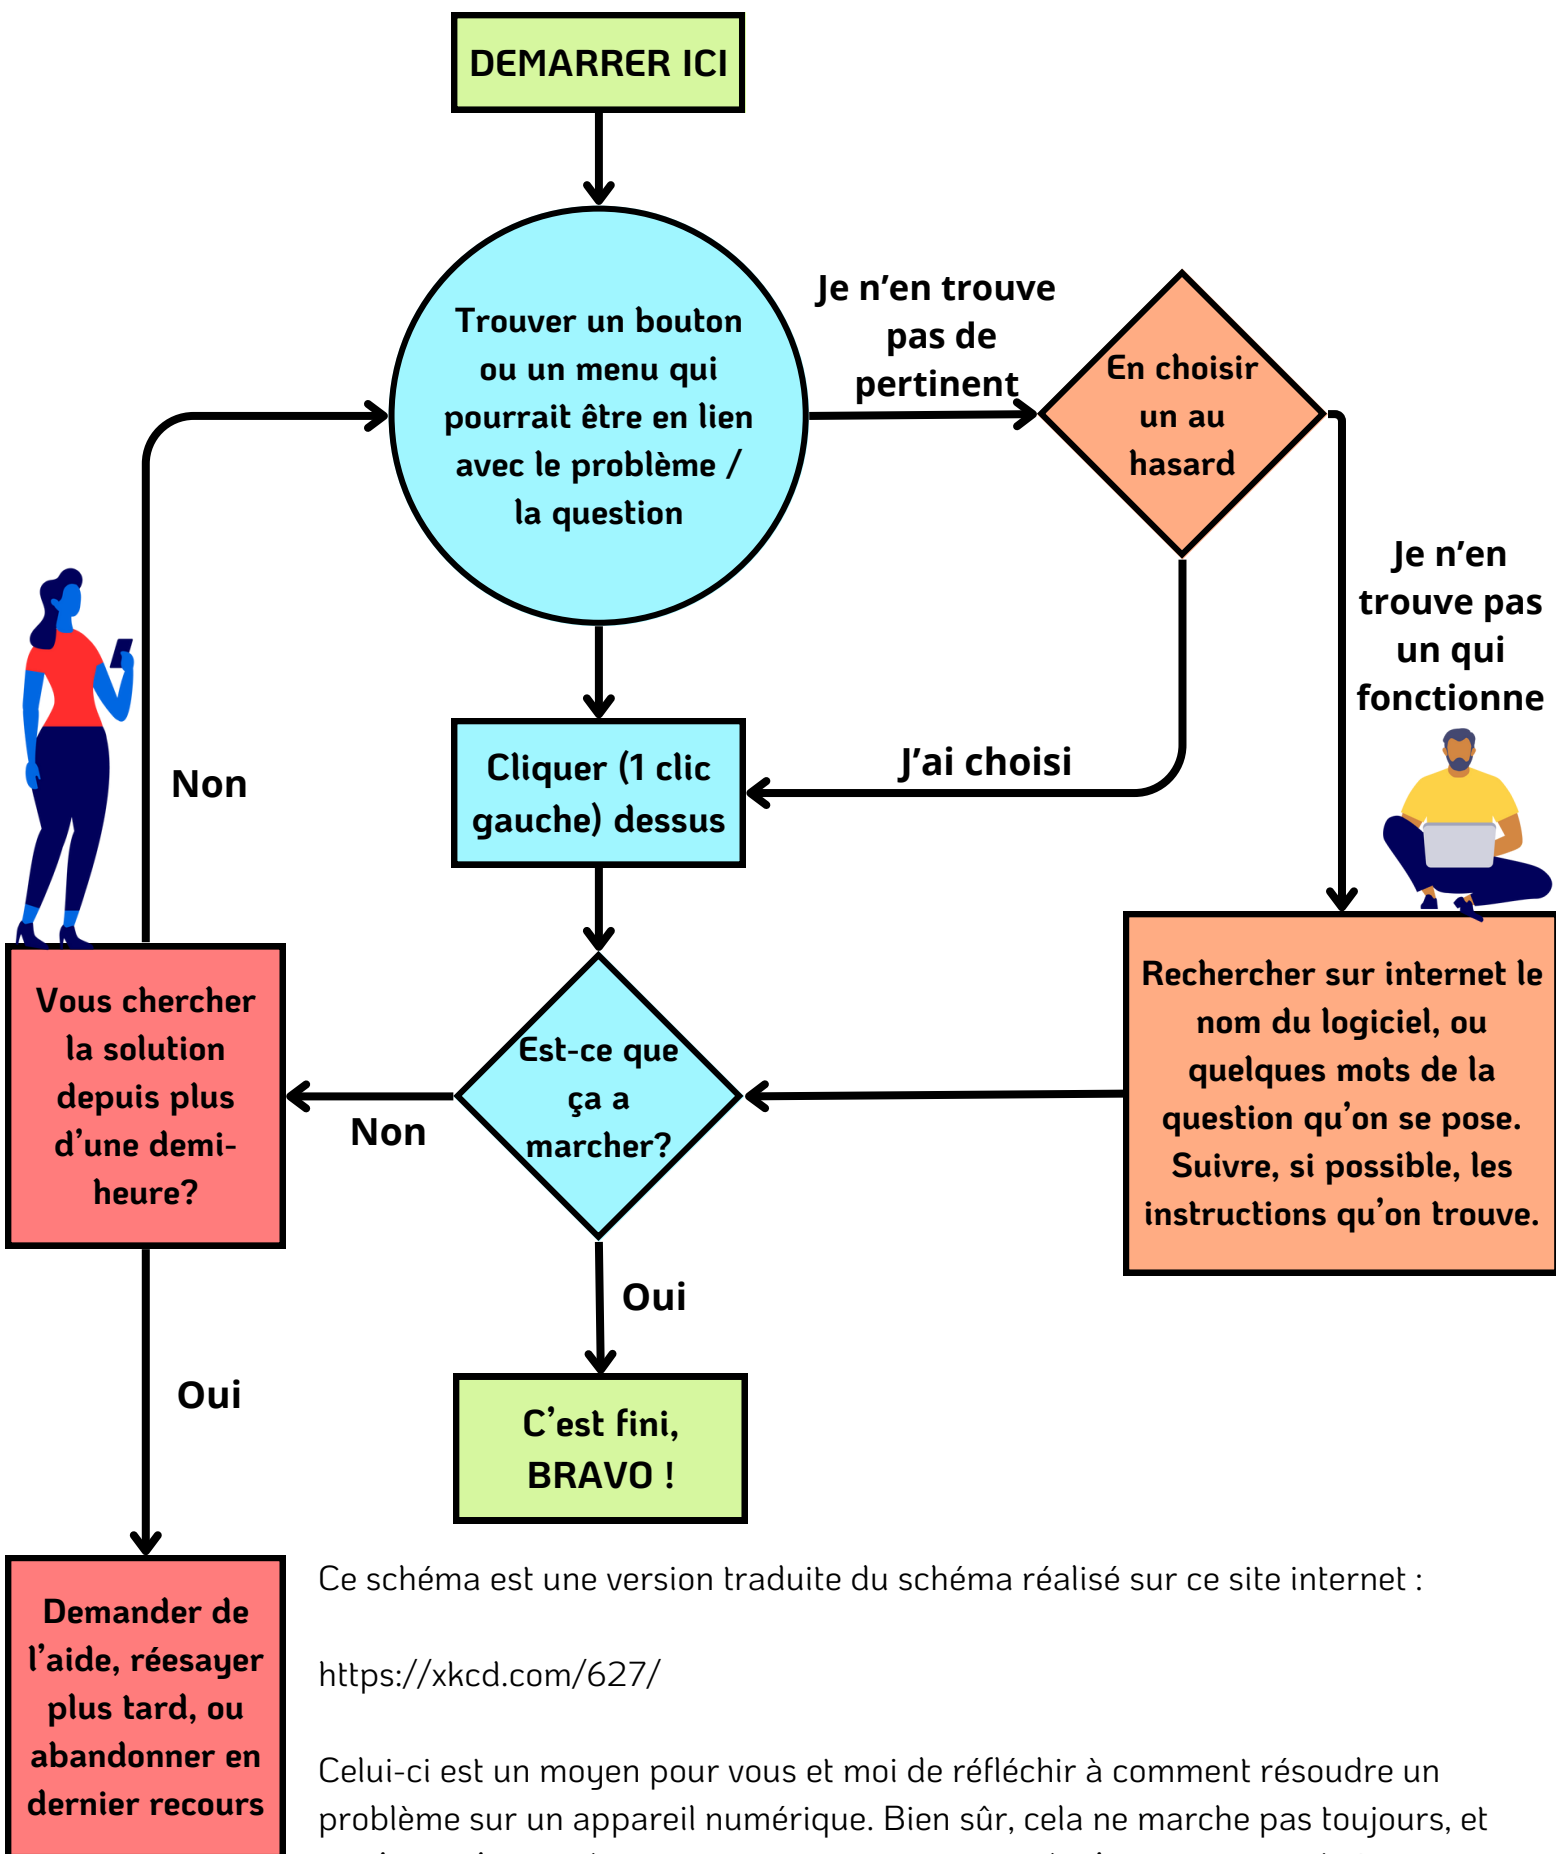 DEMARRER ICI
Trouver un bouton
ou un menu qui
pourrait être en lien
avec le problème /
la question
Je n’en trouve
pas de
pertinent
En choisir
un au
hasard
Je n’en
trouve pas
un qui
fonctionne
Non
Cliquer (1 clic
gauche) dessus
J’ai choisi
Vous chercher
la solution
depuis plus
d’une demi-
heure?
Non
Est-ce que
ça a
marcher?
Rechercher sur internet le
nom du logiciel, ou
quelques mots de la
question qu’on se pose.
Suivre, si possible, les
instructions qu’on trouve.
Oui
Oui
C’est fini,
BRAVO !
Demander de
l’aide, réesayer
plus tard, ou
abandonner en
dernier recours
Ce schéma est une version traduite du schéma réalisé sur ce site internet :
https://xkcd.com/627/
Celui-ci est un moyen pour vous et moi de réfléchir à comment résoudre un
problème sur un appareil numérique. Bien sûr, cela ne marche pas toujours, et